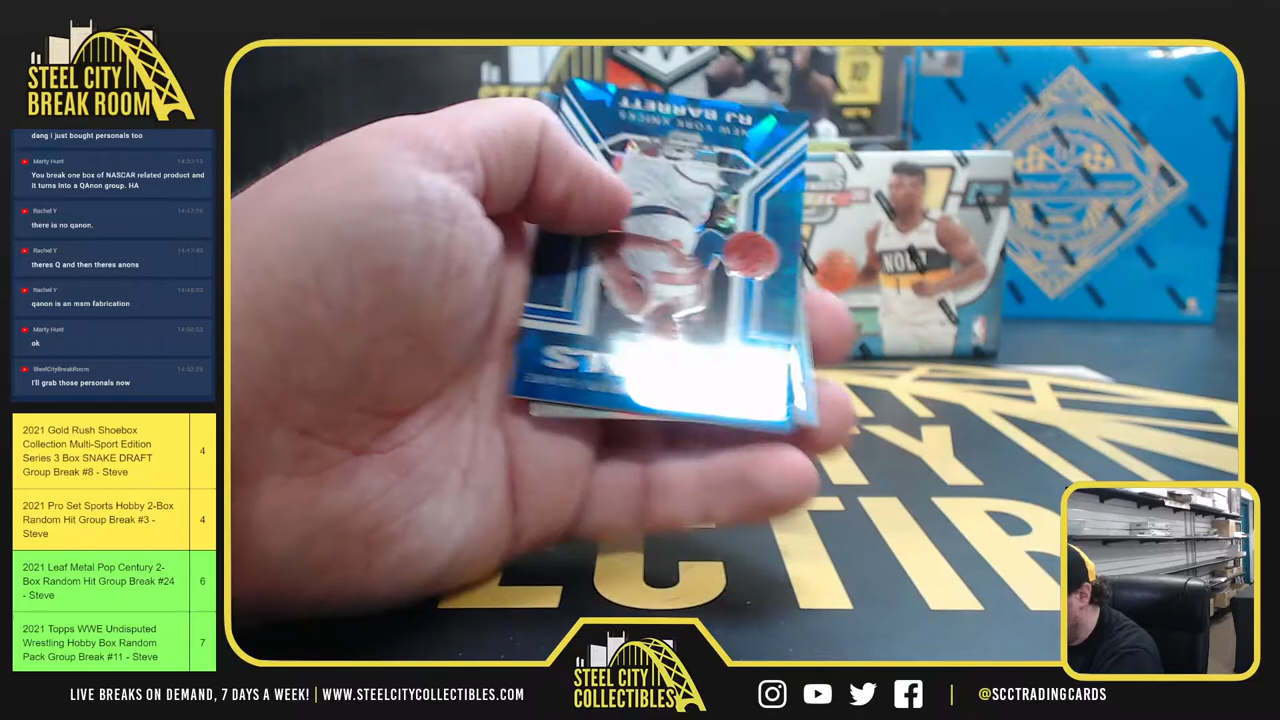 STEEL CITY
BREAK ROOM
dang I just bought personals too
Marty Hunt
You break one box of NASCAR related product and
it turns into a QAnon group. HA
Rachel Y
there is no qanon.
Rachel Y
theres Q and then theres anons
Rachel Y
qanon is an msm fabrication
Marty Hunt
ok
SteelCityBreakRoom
I'll grab those personals now
2021 Gold Rush Shoebox
Collection Multi-Sport Edition
Series 3 Box SNAKE DRAFT
Group Break #8 - Steve
4
2021 Pro Set Sports Hobby 2-Box
Random Hit Group Break #3 -
Steve
4
2021 Leaf Metal Pop Century 2-
Box Random Hit Group Break #24
- Steve
6
2021 Topps WWE Undisputed
Wrestling Hobby Box Random
Pack Group Break #11 - Steve
7
RJ BARRETT
NEW YORK KNICKS
NOLA
STEEL CITY
COLLECTIBLES
LIVE BREAKS ON DEMAND, 7 DAYS A WEEK! | WWW.STEELCITYCOLLECTIBLES.COM
| @SCCTRADINGCARDS